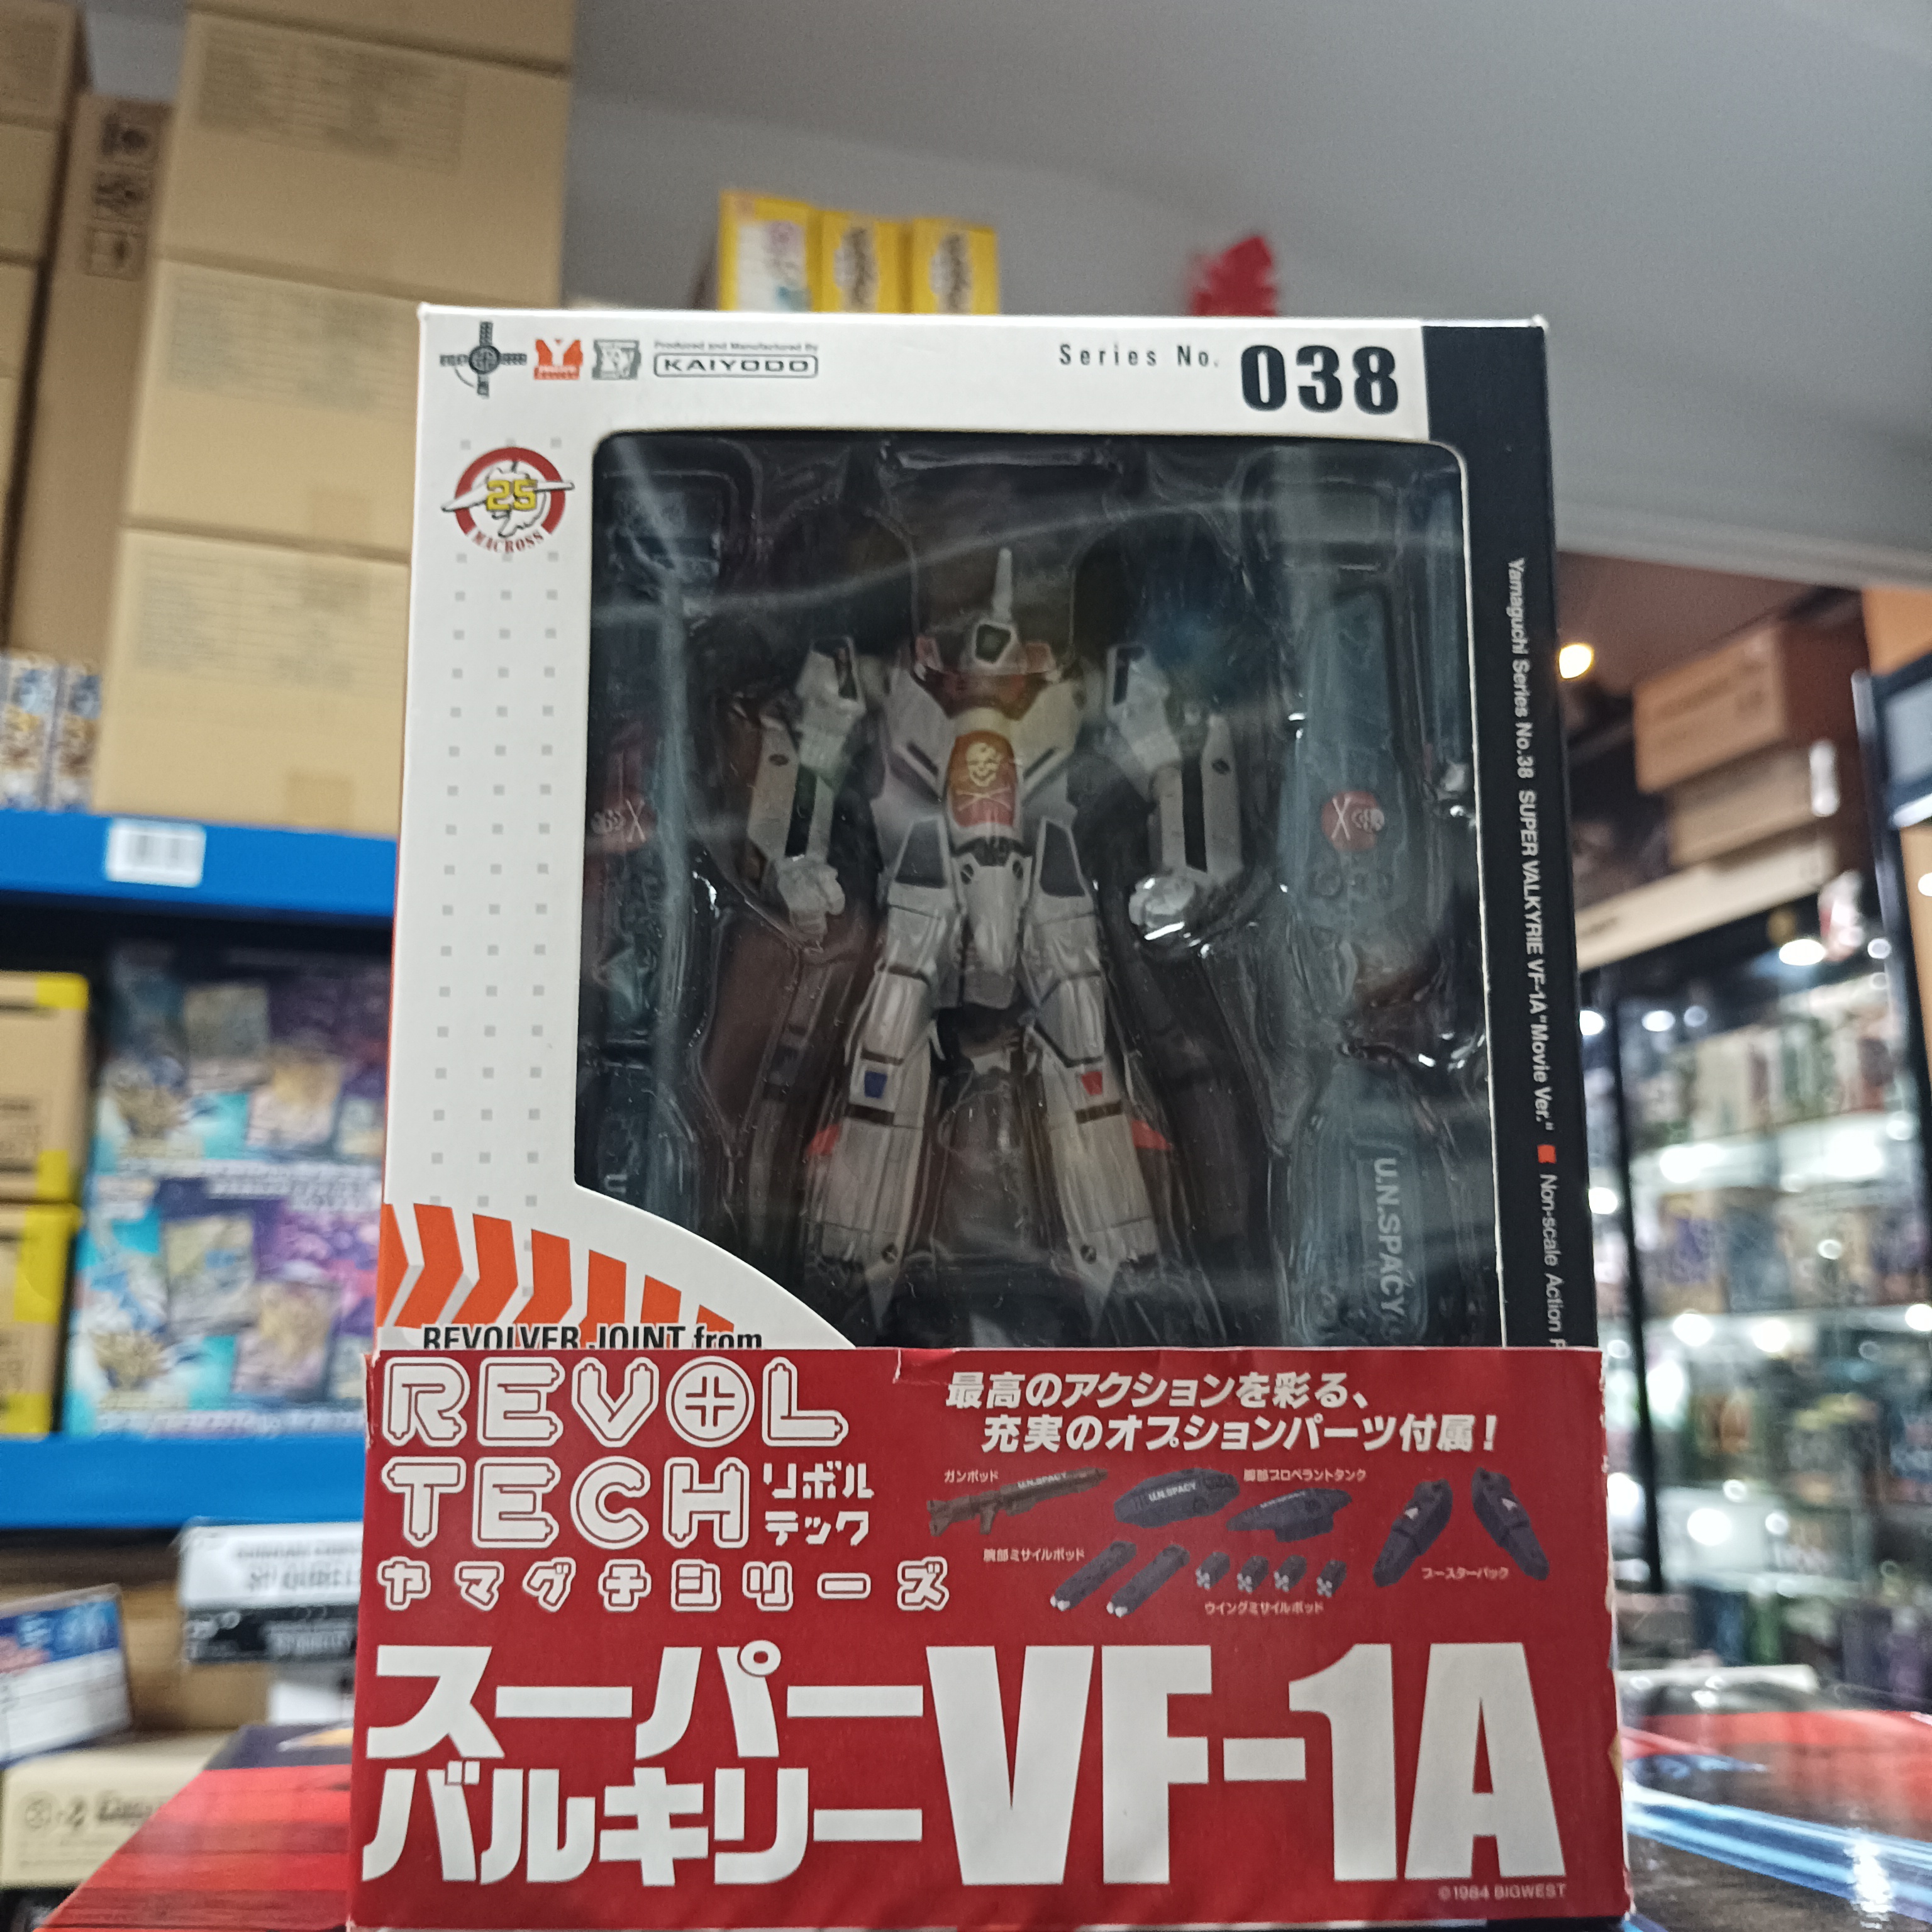 Produced and Manufactured By
KAIYODO
Series No. 038
25
MACROSS
Yamaguchi Series No.38 SUPER VALKYRIE VF-1A "Movie Ver." Non-scale Action
U.N.SPACY
REVOLVER JOINT from
REVOL
TECH
リボル
テック
ヤマグチシリーズ
最高のアクションを彩る、
充実のオプションパーツ付属!
ガンポッド
U.N.SPACY
U.N.SPACY
脚部プロペラントタンク
腕部ミサイルポッド
ウイングミサイルポッド
ブースターパック
スーパー
バルキリー
VF-1A
©1984 BIGWEST